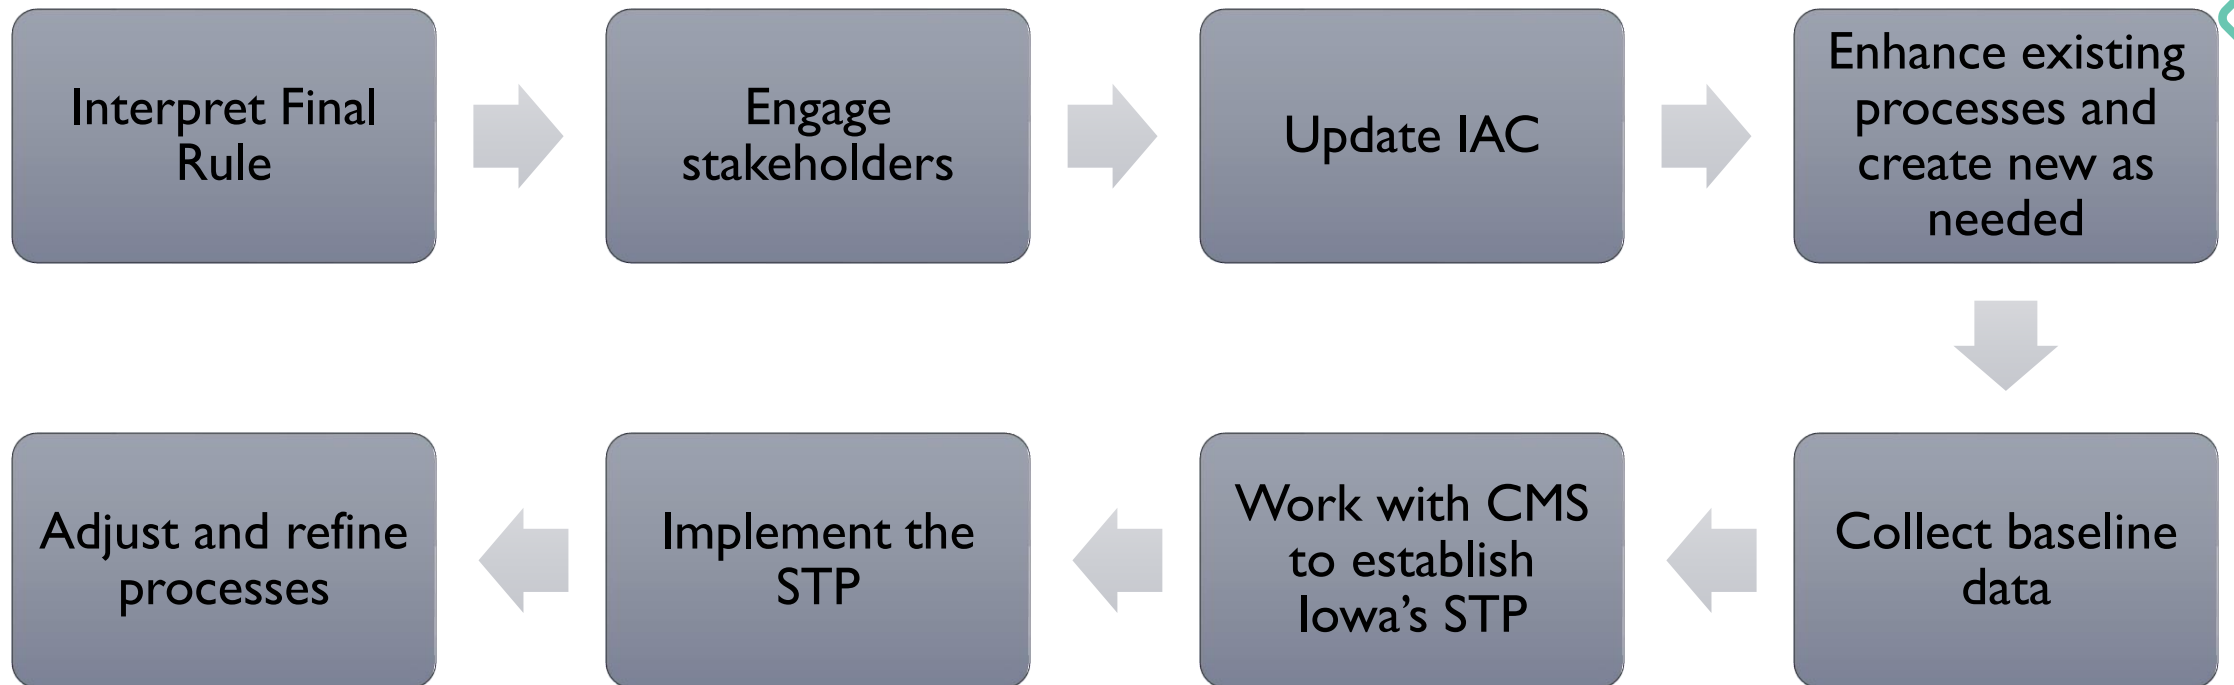 Interpret Final
Rule
Engage
stakeholders
Update IAC
Enhance existing
processes and
create new as
needed
Collect baseline
data
Work with CMS
to establish
Iowa’s STP
Implement the
STP
Adjust and refine
processes